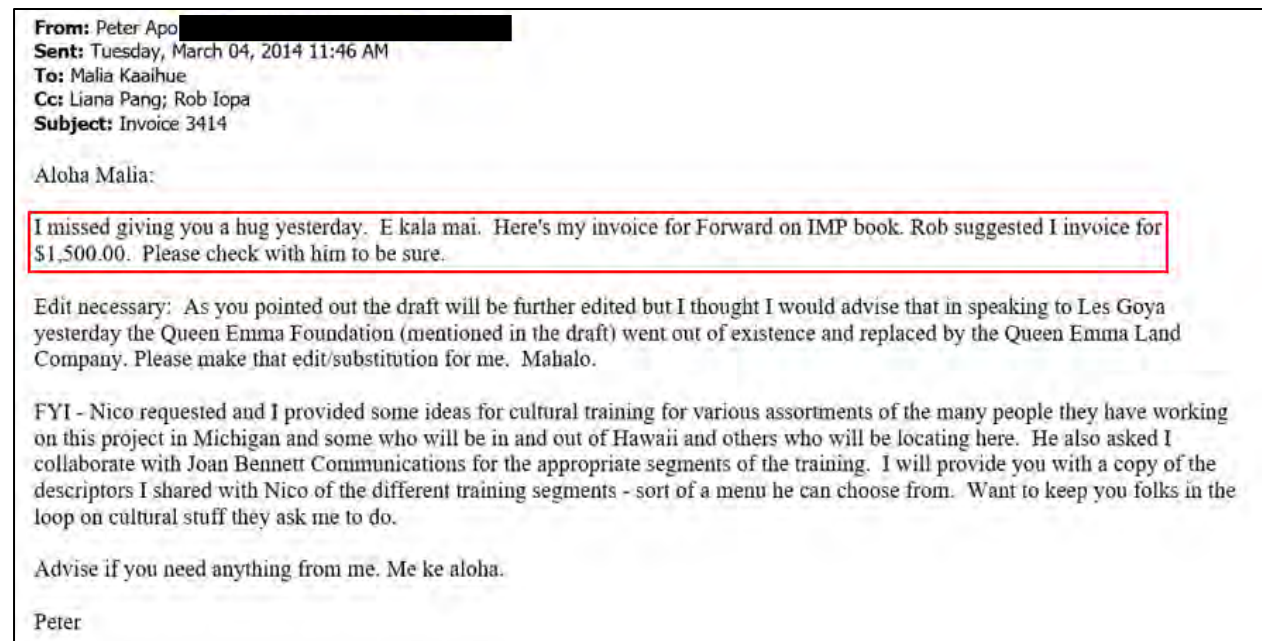 From: Peter Apo
Sent: Tuesday, March 04, 2014 11:46 AM
To: Malia Kaaihue
Cc: Liana Pang; Rob Iopa
Subject: Invoice 3414
Aloha Malia:
I missed giving you a hug yesterday.  E kala mai.  Here's my invoice for Forward on IMP book. Rob suggested I invoice for
$1,500.00.  Please check with him to be sure.
Edit necessary:  As you pointed out the draft will be further edited but I thought I would advise that in speaking to Les Goya
yesterday the Queen Emma Foundation (mentioned in the draft) went out of existence and replaced by the Queen Emma Land
Company. Please make that edit/substitution for me.  Mahalo.
FYI - Nico requested and I provided some ideas for cultural training for various assortments of the many people they have working
on this project in Michigan and some who will be in and out of Hawaii and others who will be locating here.  He also asked I
collaborate with Joan Bennett Communications for the appropriate segments of the training.  I will provide you with a copy of the
descriptors I shared with Nico of the different training segments - sort of a menu he can choose from.  Want to keep you folks in the
loop on cultural stuff they ask me to do.
Advise if you need anything from me. Me ke aloha.
Peter